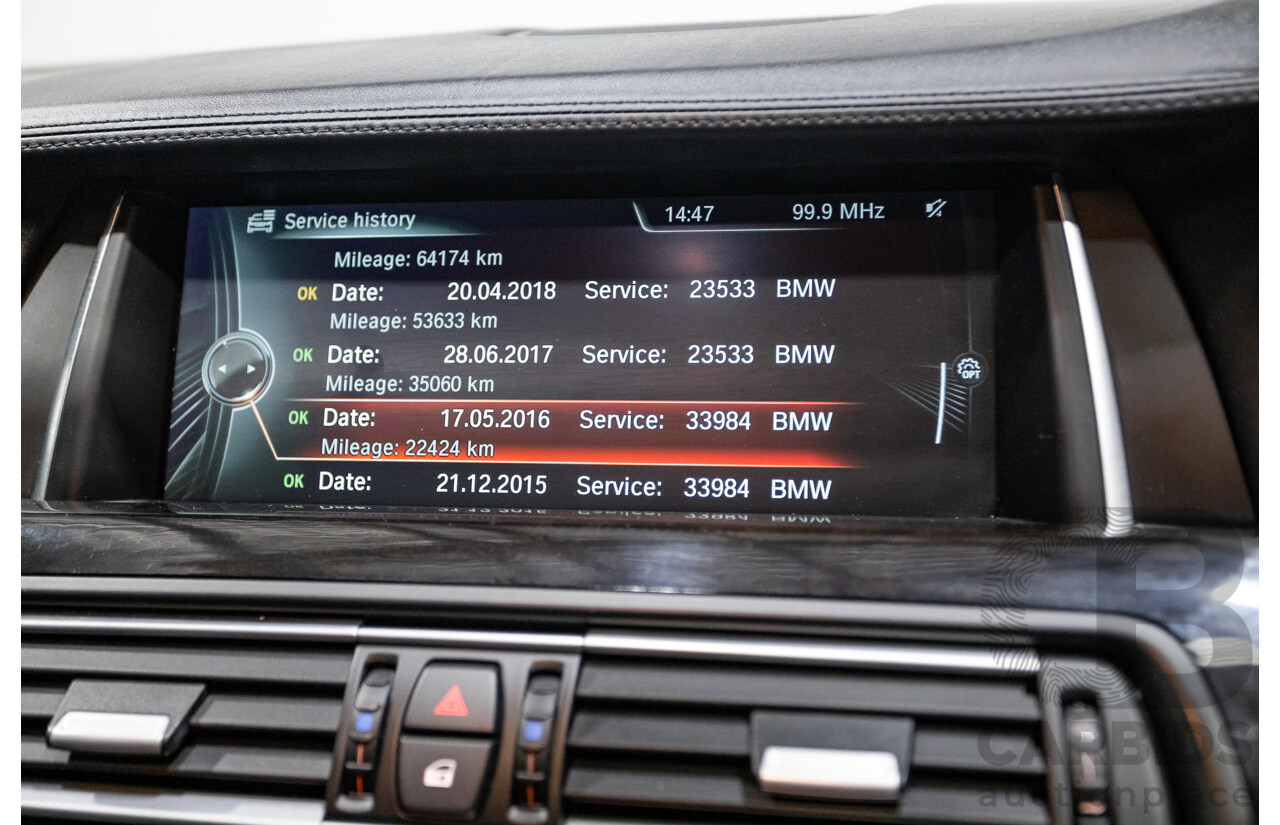 Service history 14:47 99.9 MHz
Mileage: 64174 km
OK Date: 20.04.2018 Service: 23533 BMW
Mileage: 53633 km
OK Date: 28.06.2017 Service: 23533 BMW
Mileage: 35060 km
OPT
OK Date: 17.05.2016 Service: 33984 BMW
Mileage: 22424 km
OK Date: 21.12.2015 Service: 33984 BMW
B
CARBIDS
auctionplace